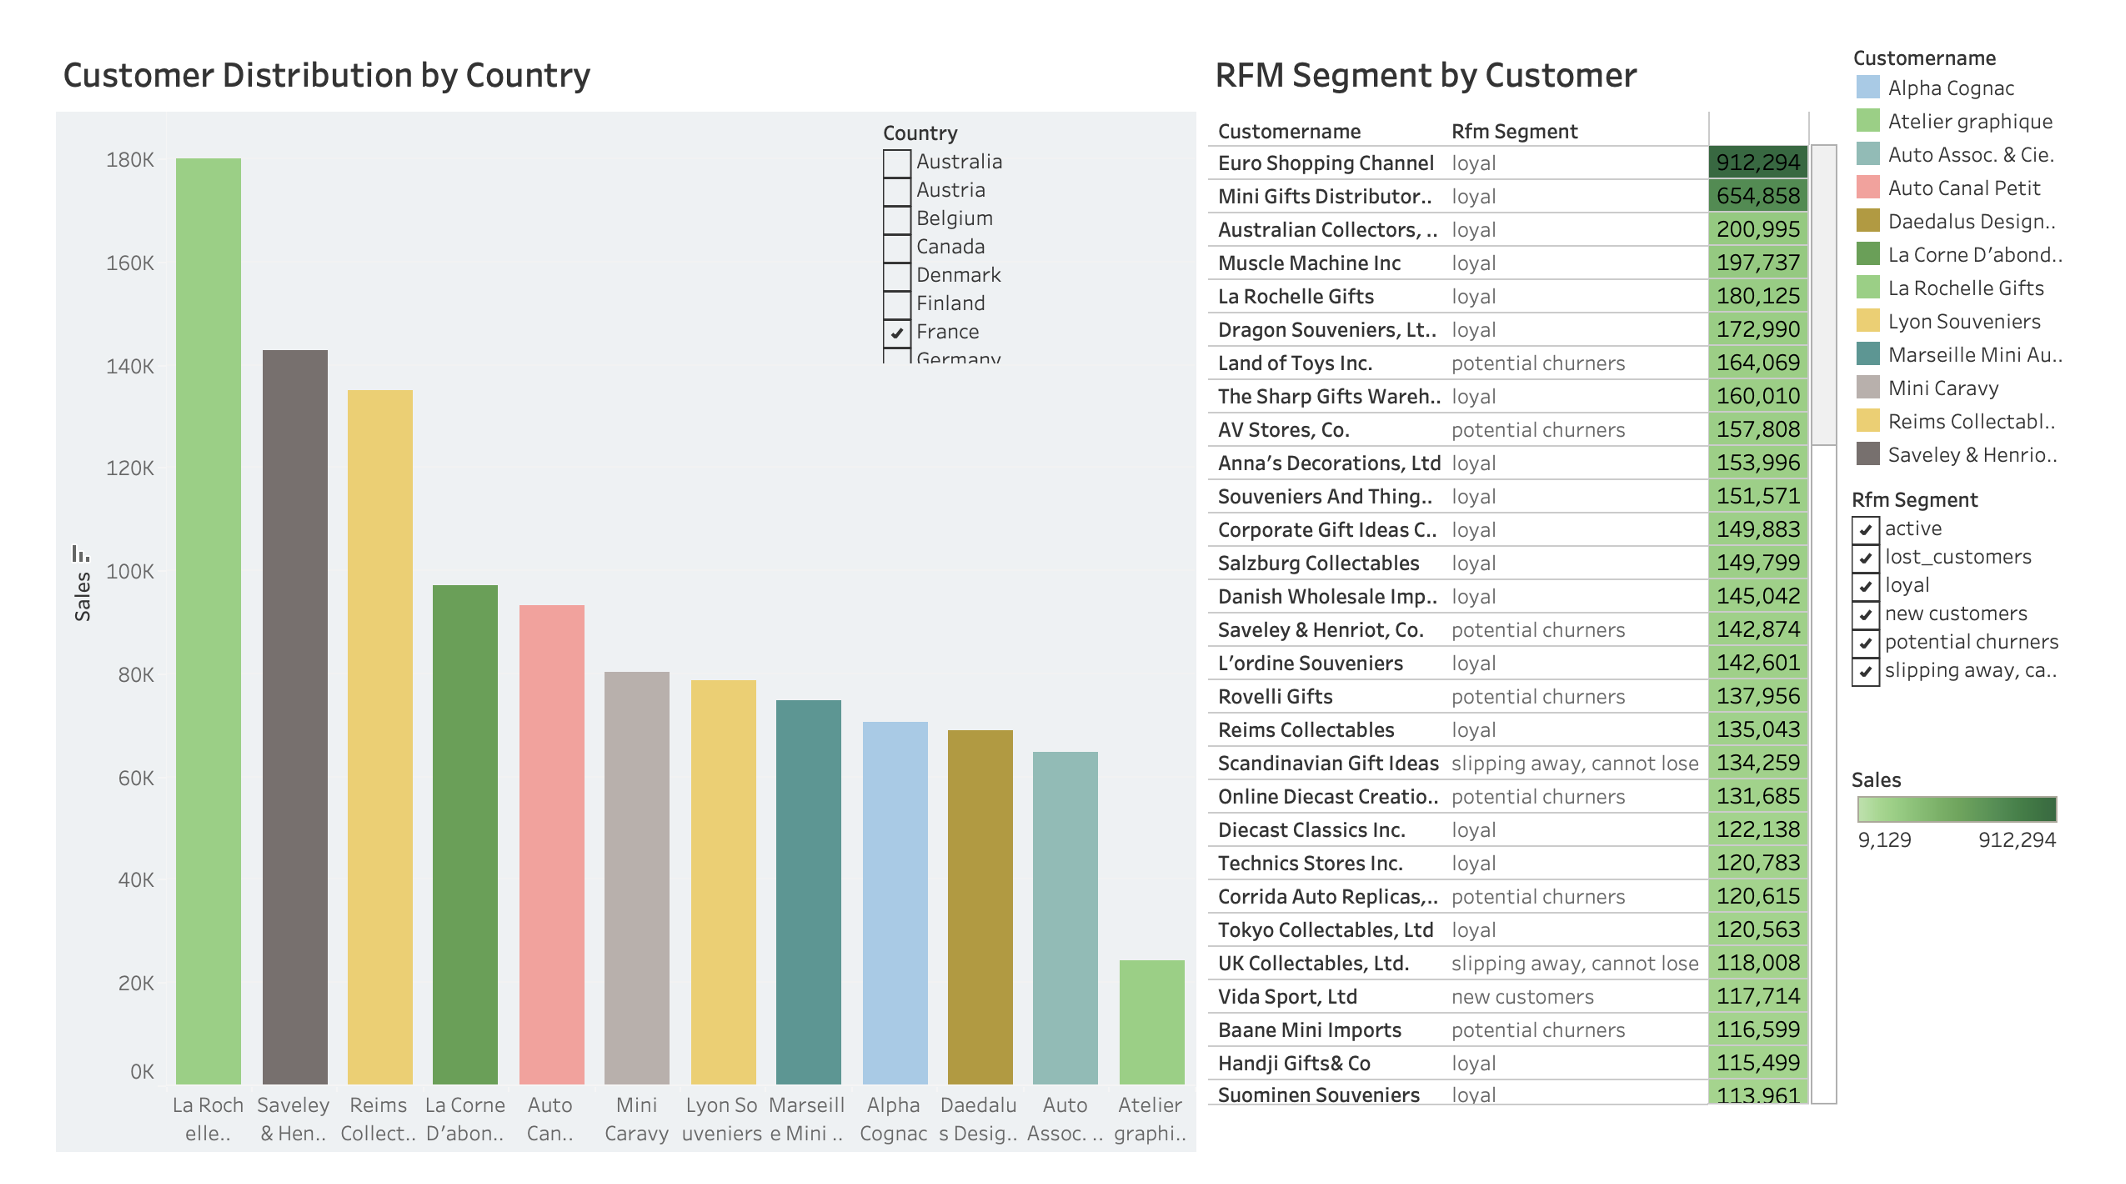 Customer Distribution by Country
180K
160K
140K
120K
100K
80K
60K
40K
20K
0K
Sales
Country
Australia
Austria
Belgium
Canada
Denmark
Finland
France
Germany
La Roch
elle..
Saveley
& Hen..
Reims
Collect..
La Corne
D’abon..
Auto
Can..
Mini
Caravy
Lyon So
uveniers
Marseill
e Mini ..
Alpha
Cognac
Daedalu
s Desig..
Auto
Assoc. ..
Atelier
graphi..
RFM Segment by Customer
Customername Rfm Segment
Euro Shopping Channel loyal 912,294
Mini Gifts Distributor.. loyal 654,858
Australian Collectors, .. loyal 200,995
Muscle Machine Inc loyal 197,737
La Rochelle Gifts loyal 180,125
Dragon Souveniers, Lt.. loyal 172,990
Land of Toys Inc. potential churners 164,069
The Sharp Gifts Wareh.. loyal 160,010
AV Stores, Co. potential churners 157,808
Anna’s Decorations, Ltd loyal 153,996
Souveniers And Thing.. loyal 151,571
Corporate Gift Ideas C.. loyal 149,883
Salzburg Collectables loyal 149,799
Danish Wholesale Imp.. loyal 145,042
Saveley & Henriot, Co. potential churners 142,874
L’ordine Souveniers loyal 142,601
Rovelli Gifts potential churners 137,956
Reims Collectables loyal 135,043
Scandinavian Gift Ideas slipping away, cannot lose 134,259
Online Diecast Creatio.. potential churners 131,685
Diecast Classics Inc. loyal 122,138
Technics Stores Inc. loyal 120,783
Corrida Auto Replicas,.. potential churners 120,615
Tokyo Collectables, Ltd loyal 120,563
UK Collectables, Ltd. slipping away, cannot lose 118,008
Vida Sport, Ltd new customers 117,714
Baane Mini Imports potential churners 116,599
Handji Gifts& Co loyal 115,499
Suominen Souveniers loyal 113,961
Customername
Alpha Cognac
Atelier graphique
Auto Assoc. & Cie.
Auto Canal Petit
Daedalus Design..
La Corne D’abond..
La Rochelle Gifts
Lyon Souveniers
Marseille Mini Au..
Mini Caravy
Reims Collectabl..
Saveley & Henrio..
Rfm Segment
active
lost_customers
loyal
new customers
potential churners
slipping away, ca..
Sales
9,129 912,294